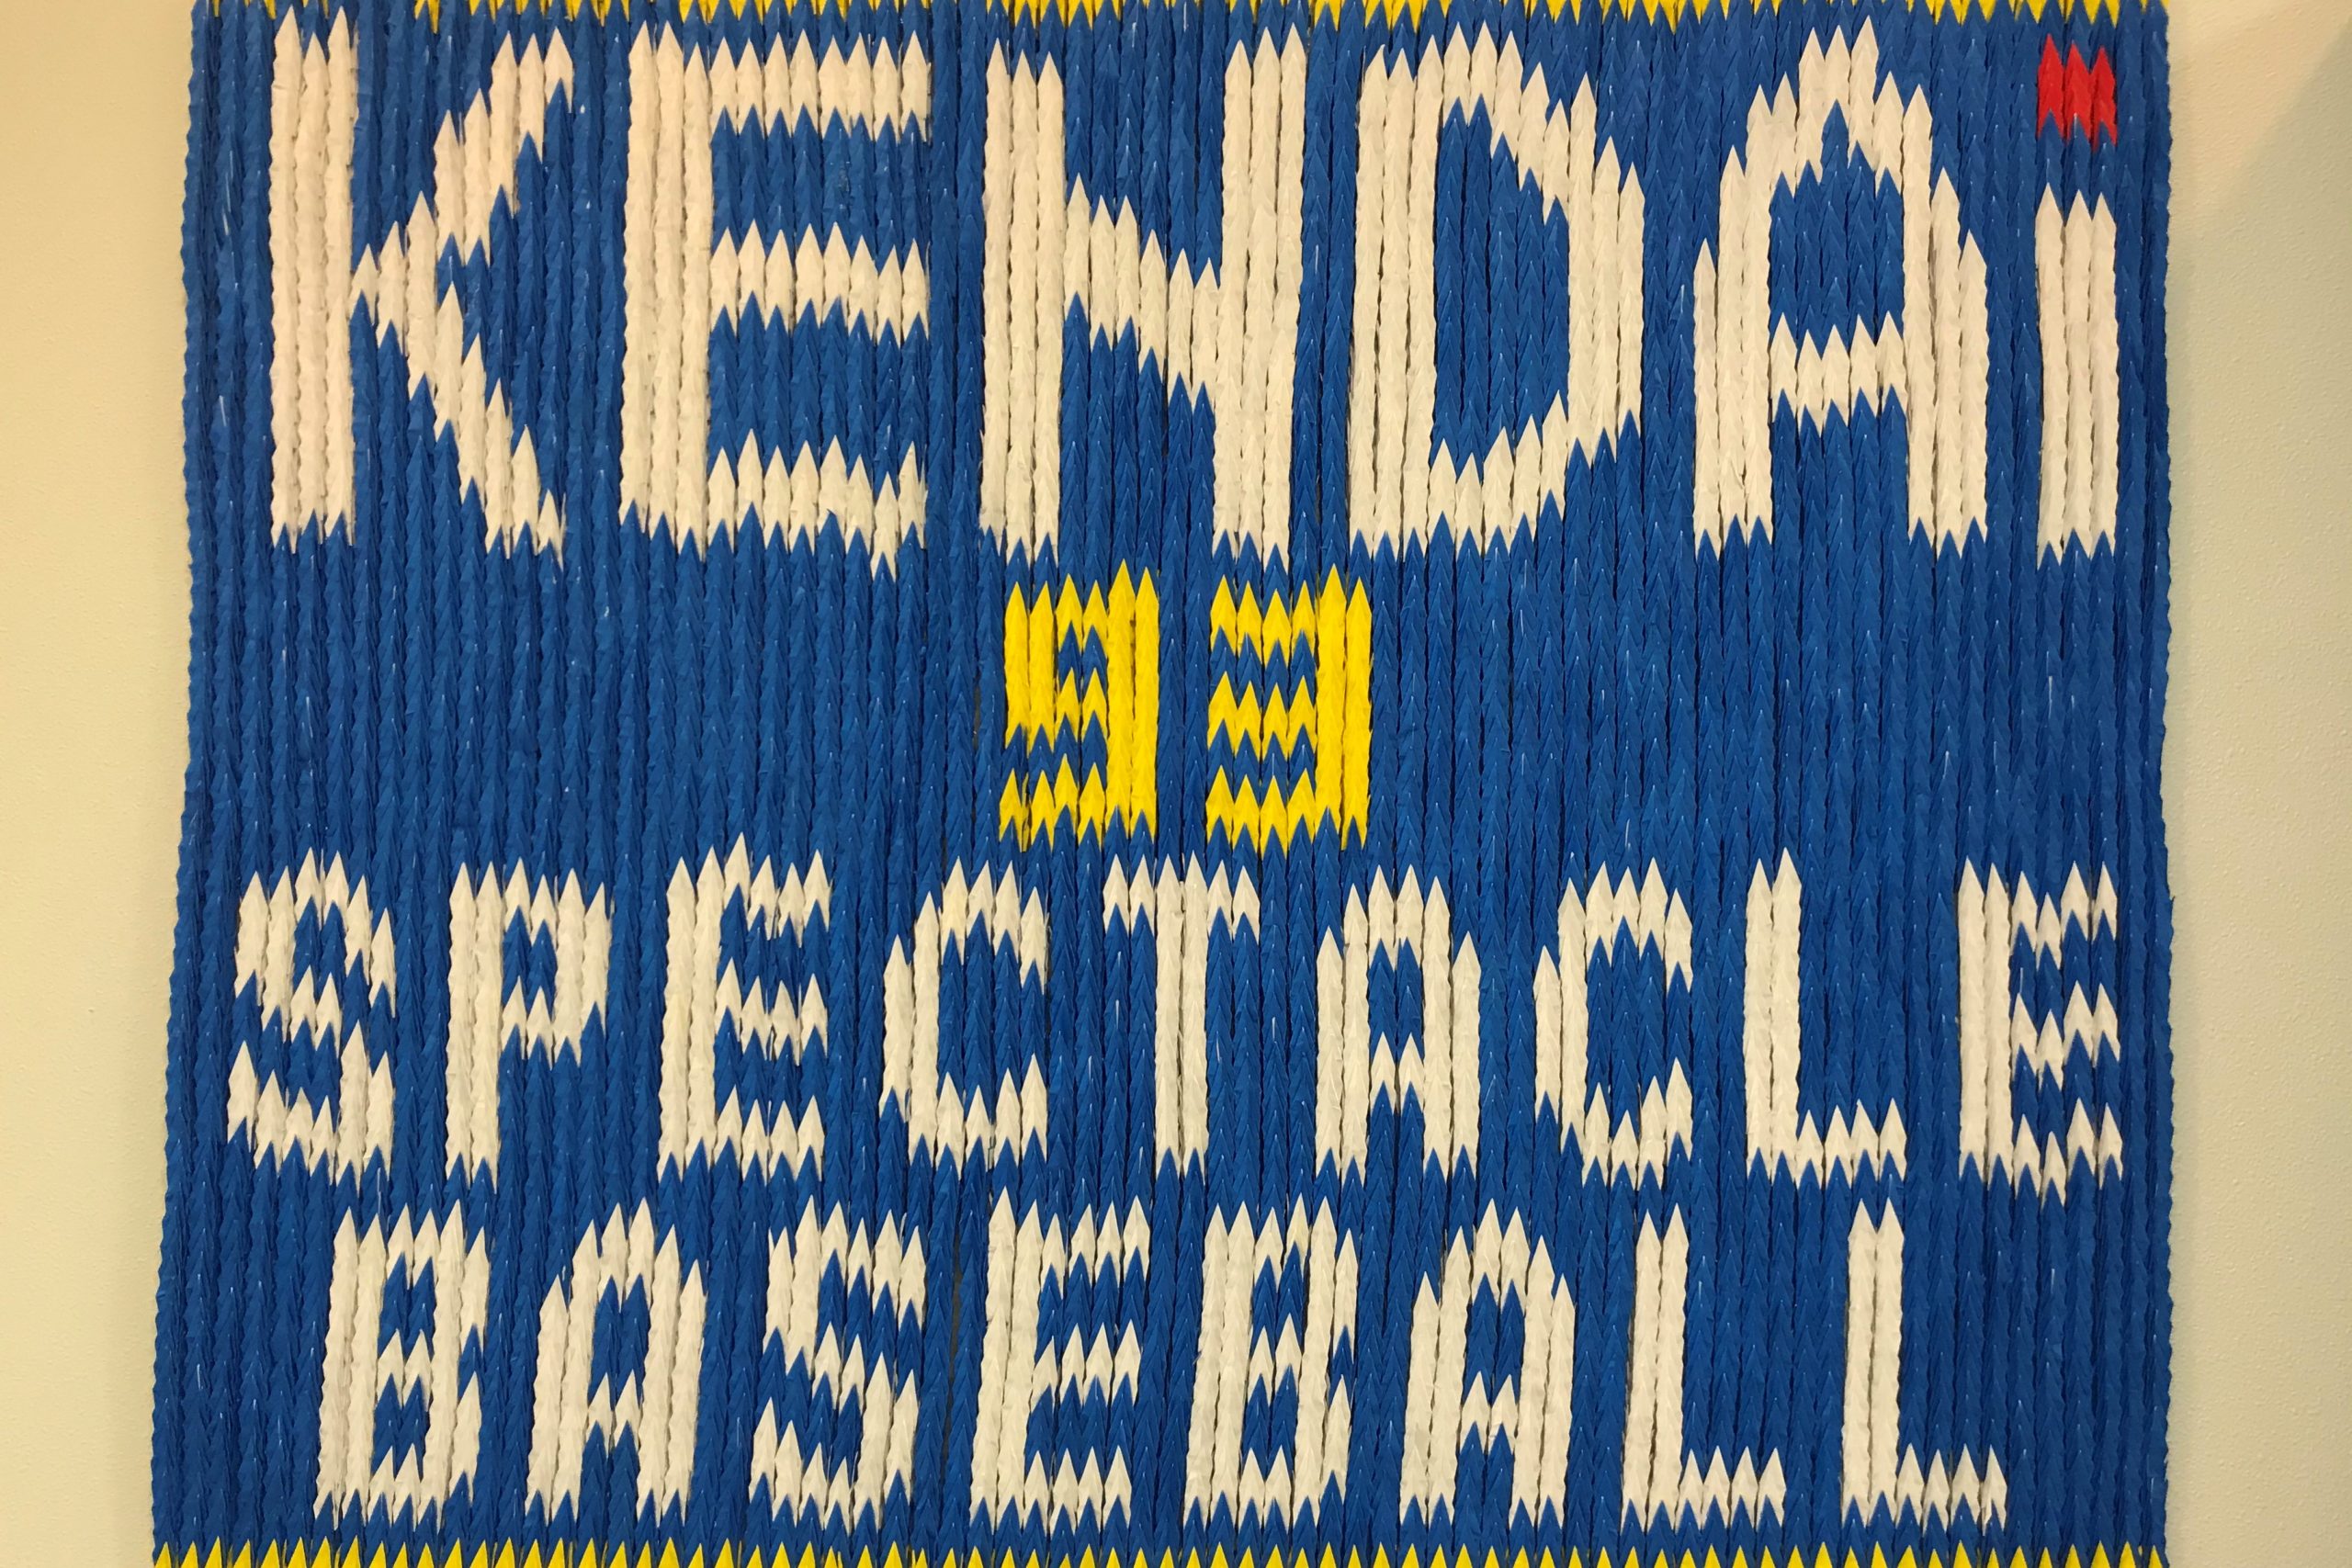 KENDAi
93
SPECTACLE
BASEBALL